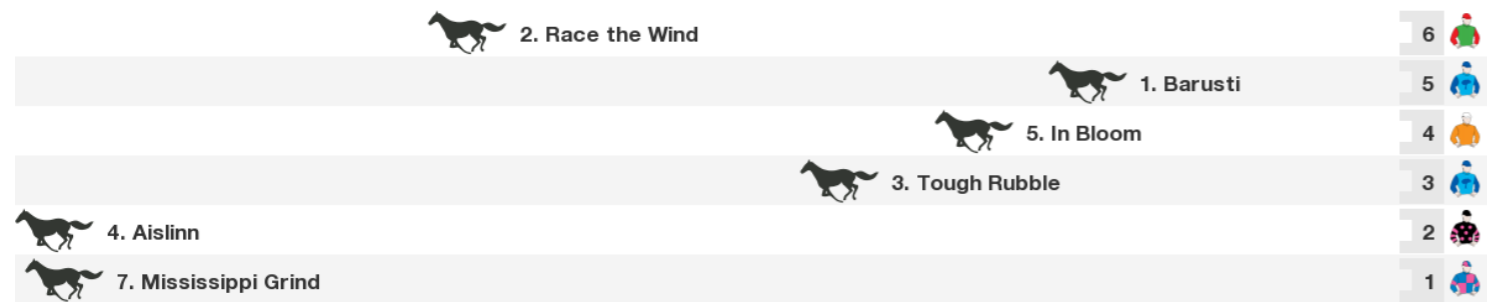 2. Race the Wind 6
1. Barusti 5
5. In Bloom 4
3. Tough Rubble 3
4. Aislinn 2
7. Mississippi Grind 1